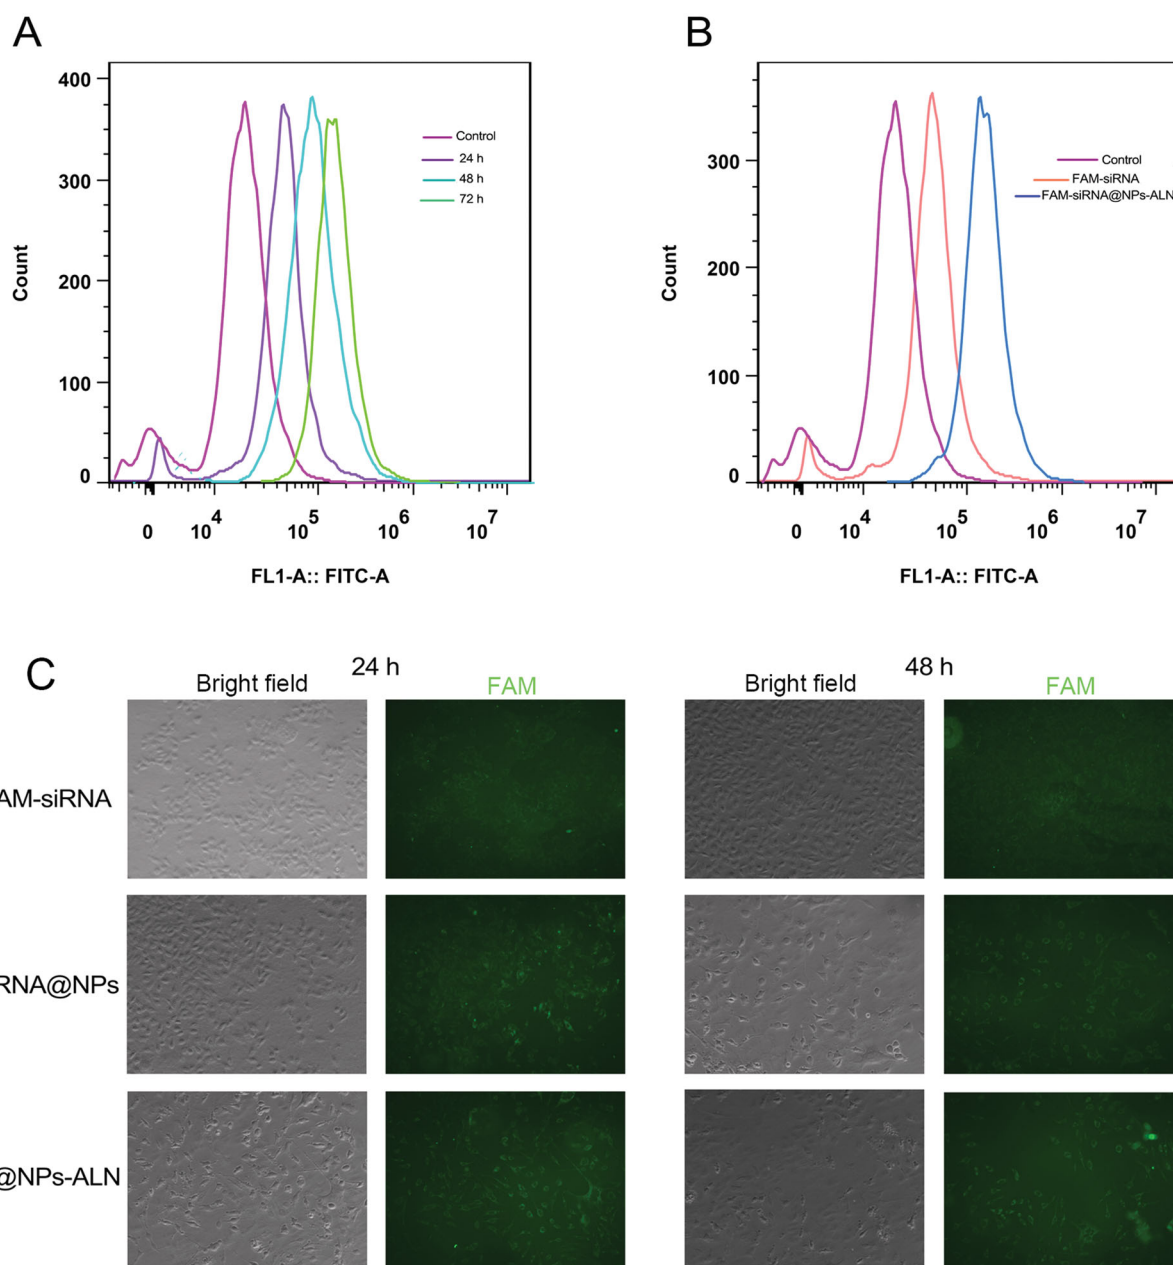 A
B
400
300
200
100
0
Count
Control
24 h
48 h
72 h
0 10^4 10^5 10^6 10^7
FL1-A:: FITC-A
300
200
100
0
Count
Control
FAM-siRNA
FAM-siRNA@NPs-ALN
0 10^4 10^5 10^6 10^7
FL1-A:: FITC-A
C
24 h
48 h
Bright field
FAM
Bright field
FAM
AM-siRNA
RNA@NPs
@NPs-ALN